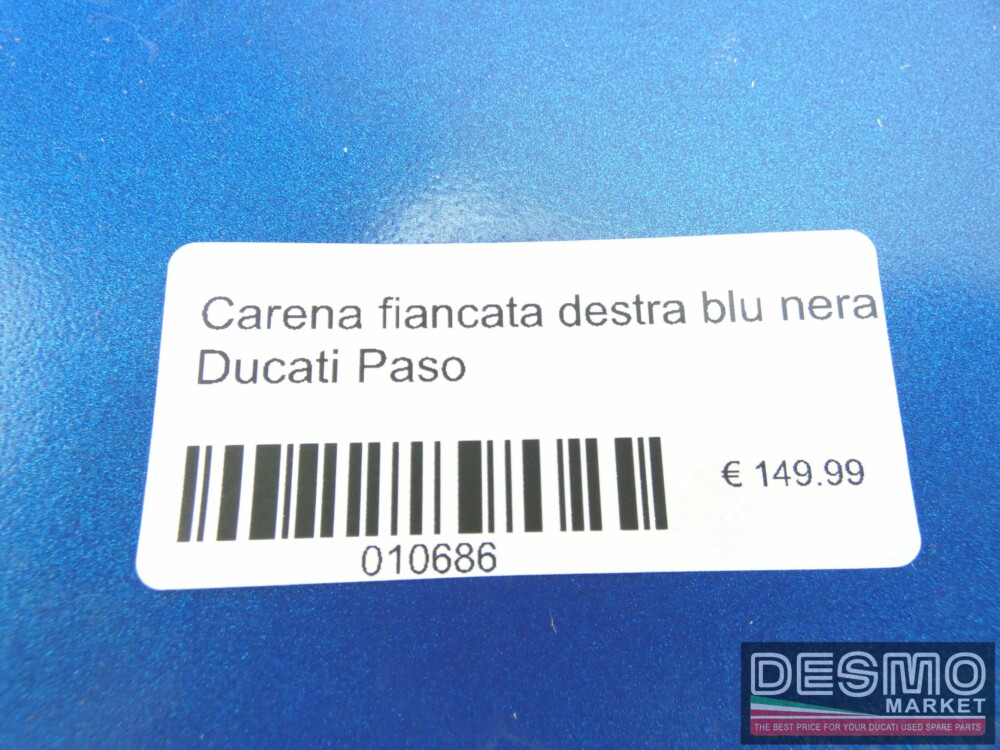 Carena fiancata destra blu nera
Ducati Paso
€ 149.99
010686
DESMO
MARKET
THE BEST PRICE FOR YOUR DUCATI USED SPARE PARTS